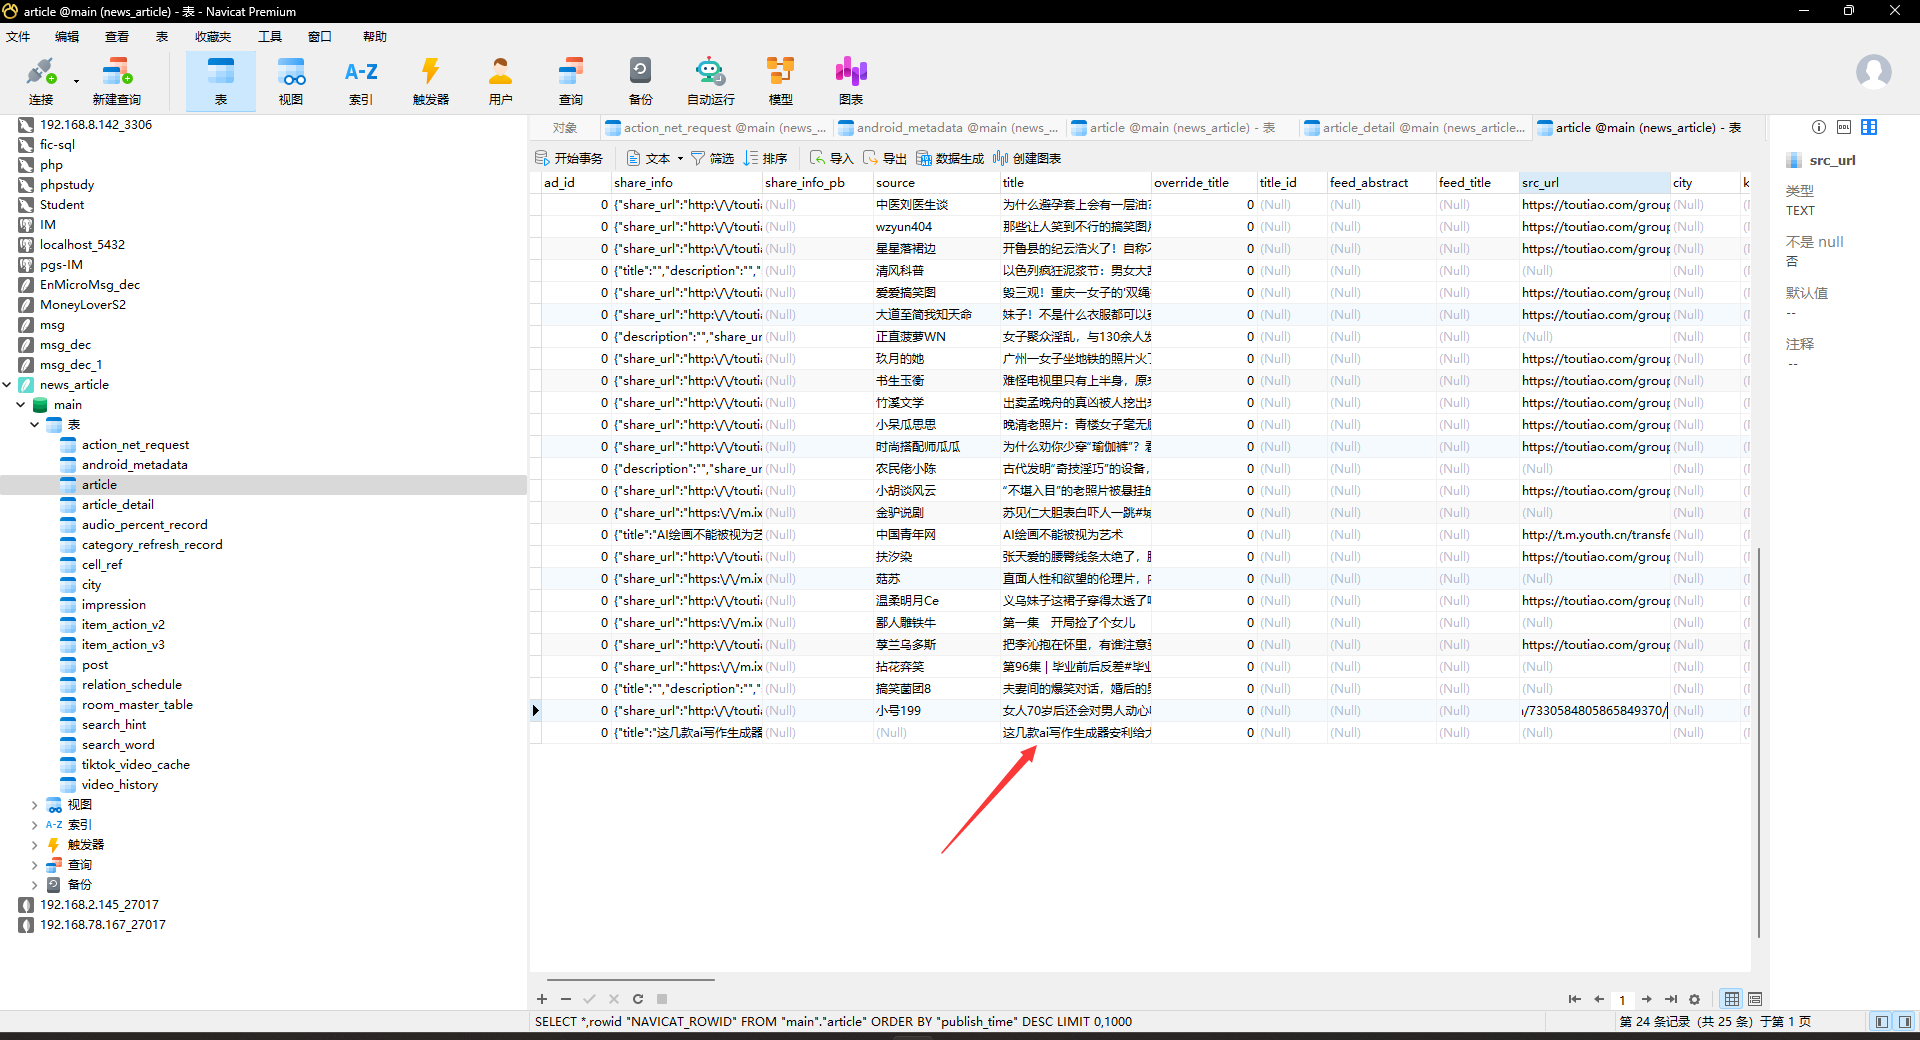 article @main (news_article) - 表 - Navicat Premium
文件 编辑 查看 表 收藏夹 工具 窗口 帮助
连接 新建查询 表 视图 索引 触发器 用户 查询 备份 自动运行 模型 图表
192.168.8.142_3306
fic-sql
php
phpstudy
Student
IM
localhost_5432
pgs-IM
EnMicroMsg_dec
MoneyLoverS2
msg
msg_dec
msg_dec_1
news_article
main
表
action_net_request
android_metadata
article
article_detail
audio_percent_record
category_refresh_record
cell_ref
city
impression
item_action_v2
item_action_v3
post
relation_schedule
room_master_table
search_hint
search_word
tiktok_video_cache
video_history
视图
A-Z 索引
触发器
查询
备份
192.168.2.145_27017
192.168.78.167_27017
对象 action_net_request @main (news_... android_metadata @main (news_... article @main (news_article) - 表 article_detail @main (news_article... article @main (news_article) - 表
开始事务 文本 筛选 排序 导入 导出 数据生成 创建图表
ad_id share_info share_info_pb source title override_title title_id feed_abstract feed_title src_url city k
0 {"share_url":"http:\/\/toutia (Null) 中医刘医生谈 为什么避孕套上会有一层油? 0 (Null) (Null) (Null) https://toutiao.com/group (Null)
0 {"share_url":"http:\/\/toutia (Null) wzyun404 那些让人笑到不行的搞笑图片 0 (Null) (Null) (Null) https://toutiao.com/group (Null)
0 {"share_url":"http:\/\/toutia (Null) 星星落裙边 开鲁县的纪云浩火了！自称不 0 (Null) (Null) (Null) https://toutiao.com/group (Null)
0 {"title":"","description":""," (Null) 清风科普 以色列疯狂泥浆节：男女大 0 (Null) (Null) (Null) (Null) (Null)
0 {"share_url":"http:\/\/toutia (Null) 爱爱搞笑图 毁三观！重庆一女子的'双绳 0 (Null) (Null) (Null) https://toutiao.com/group (Null)
0 {"share_url":"http:\/\/toutia (Null) 大道至简我知天命 妹子！不是什么衣服都可以 0 (Null) (Null) (Null) https://toutiao.com/group (Null)
0 {"description":"","share_ur (Null) 正直菠萝WN 女子聚众淫乱，与130余人发 0 (Null) (Null) (Null) (Null) (Null)
0 {"share_url":"http:\/\/toutia (Null) 玖月的她 广州一女子坐地铁的照片火了 0 (Null) (Null) (Null) https://toutiao.com/group (Null)
0 {"share_url":"http:\/\/toutia (Null) 书生玉衡 难怪电视里只有上半身，原来 0 (Null) (Null) (Null) https://toutiao.com/group (Null)
0 {"share_url":"http:\/\/toutia (Null) 竹溪文学 出卖孟晚舟的真凶被人挖出来 0 (Null) (Null) (Null) https://toutiao.com/group (Null)
0 {"share_url":"http:\/\/toutia (Null) 小呆瓜思思 晚清老照片：青楼女子毫无 0 (Null) (Null) (Null) https://toutiao.com/group (Null)
0 {"share_url":"http:\/\/toutia (Null) 时尚搭配师瓜瓜 为什么劝你少穿"瑜伽裤"？ 0 (Null) (Null) (Null) https://toutiao.com/group (Null)
0 {"description":"","share_ur (Null) 农民佬小陈 古代发明"奇技淫巧"的设备， 0 (Null) (Null) (Null) (Null) (Null)
0 {"share_url":"http:\/\/toutia (Null) 小胡谈风云 "不堪入目"的老照片被悬挂 0 (Null) (Null) (Null) https://toutiao.com/group (Null)
0 {"share_url":"https:\/\/m.ix (Null) 金驴说剧 苏见仁大胆表白吓人一跳#城 0 (Null) (Null) (Null) (Null) (Null)
0 {"title":"AI绘画不能被视为艺 (Null) 中国青年网 AI绘画不能被视为艺术 0 (Null) (Null) (Null) http://t.m.youth.cn/transfe (Null)
0 {"share_url":"http:\/\/toutia (Null) 扶汐染 张天爱的腰臀线条太绝了， 0 (Null) (Null) (Null) https://toutiao.com/group (Null)
0 {"share_url":"https:\/\/m.ix (Null) 菇苏 直面人性和欲望的伦理片， 0 (Null) (Null) (Null) (Null) (Null)
0 {"share_url":"http:\/\/toutia (Null) 温柔明月Ce 义乌妹子这裙子穿得太透了 0 (Null) (Null) (Null) https://toutiao.com/group (Null)
0 {"share_url":"https:\/\/m.ix (Null) 鄙人雕铁牛 第一集 开局捡了个女儿 0 (Null) (Null) (Null) (Null) (Null)
0 {"share_url":"http:\/\/toutia (Null) 莩兰乌多斯 把李沁抱在怀里，有谁注意到 0 (Null) (Null) (Null) https://toutiao.com/group (Null)
0 {"share_url":"https:\/\/m.ix (Null) 拈花弈笑 第96集 | 毕业前后反差#毕业 0 (Null) (Null) (Null) (Null) (Null)
0 {"title":"","description":""," (Null) 搞笑菌团8 夫妻间的爆笑对话，婚后的 0 (Null) (Null) (Null) (Null) (Null)
0 {"share_url":"http:\/\/toutia (Null) 小号199 女人70岁后还会对男人动心 0 (Null) (Null) (Null) /7330584805865849370/ (Null)
0 {"title":"这几款ai写作生成器 (Null) (Null) 这几款ai写作生成器安利给大 0 (Null) (Null) (Null) (Null) (Null)
DDL
src_url
类型
TEXT
不是 null
否
默认值
--
注释
--
1
SELECT *,rowid "NAVICAT_ROWID" FROM "main"."article" ORDER BY "publish_time" DESC LIMIT 0,1000
第 24 条记录 (共 25 条) 于第 1 页